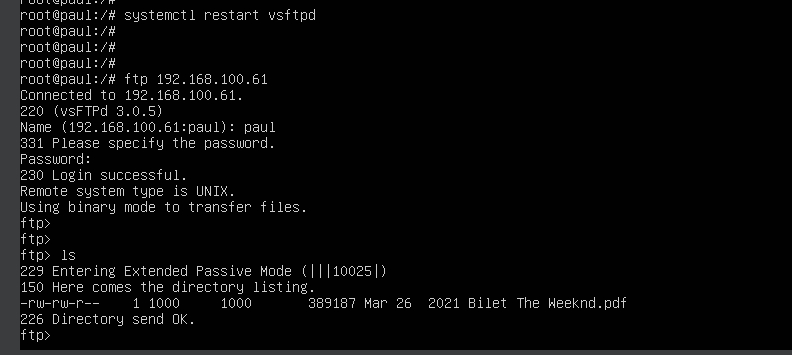 root@paul:/#
root@paul:/# systemctl restart vsftpd
root@paul:/#
root@paul:/#
root@paul:/#
root@paul:/# ftp 192.168.100.61
Connected to 192.168.100.61.
220 (vsFTPd 3.0.5)
Name (192.168.100.61:paul): paul
331 Please specify the password.
Password:
230 Login successful.
Remote system type is UNIX.
Using binary mode to transfer files.
ftp>
ftp>
ftp> ls
229 Entering Extended Passive Mode (|||10025|)
150 Here comes the directory listing.
-rw-rw-r--    1 1000     1000       389187 Mar 26  2021 Bilet The Weeknd.pdf
226 Directory send OK.
ftp>